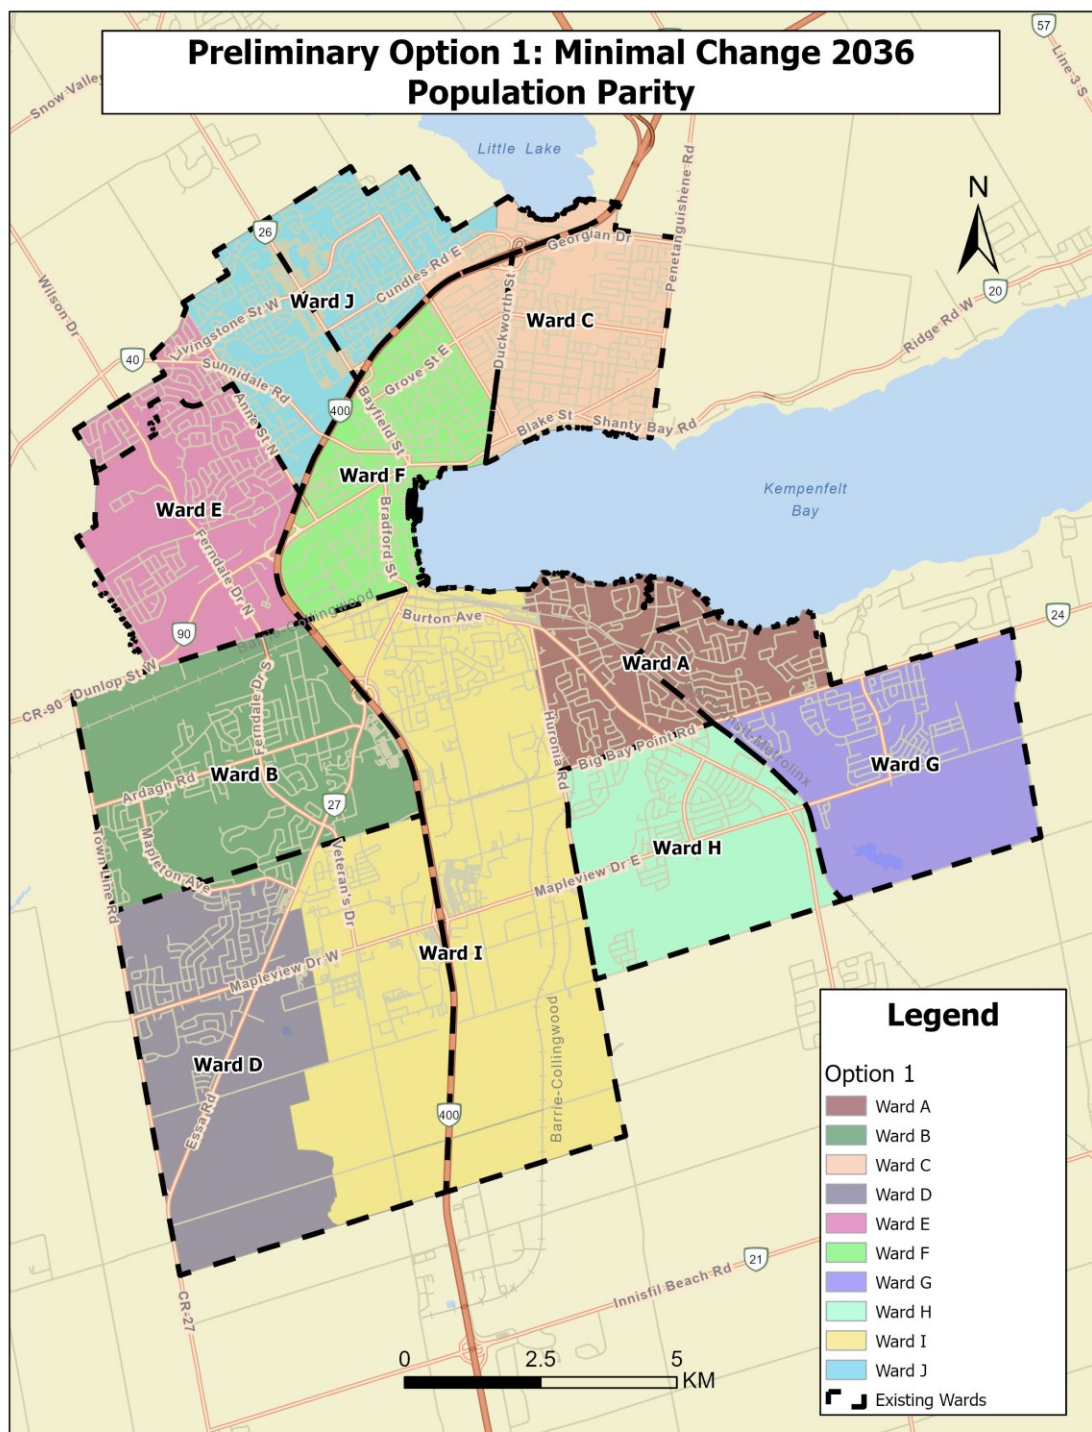 Preliminary Option 1: Minimal Change 2036
Population Parity
57
Line 3 S
Snow Valley
Little Lake
Penetanguishene Rd
N
26
Georgian Dr
Cundles Rd E
Wilson Dr
20
Ridge Rd W
Ward J
Duckworth St
Ward C
Livingstone St W
40
Sunnidale Rd
Grove St E
Anne St N
400
Bayfield St
Blake St
Shanty Bay Rd
Ward F
Kempenfelt
Bay
Ward E
Bradford St
Ferndale Dr N
Barrie-Collingwood
24
90
Burton Ave
Dunlop St W
CR-90
Ward A
Ferndale Dr S
Huronia Rd
Big Bay Point Rd
Metrolinx
Ward G
Ardagh Rd
Ward B
27
Town Line Rd
Mapleton Ave
Veteran's Dr
Ward H
Mapleview Dr E
Ward I
Mapleview Dr W
Barrie-Collingwood
Ward D
Essa Rd
400
CR-27
21
Innisfil Beach Rd
0 2.5 5
KM
Legend
Option 1
Ward A
Ward B
Ward C
Ward D
Ward E
Ward F
Ward G
Ward H
Ward I
Ward J
Existing Wards